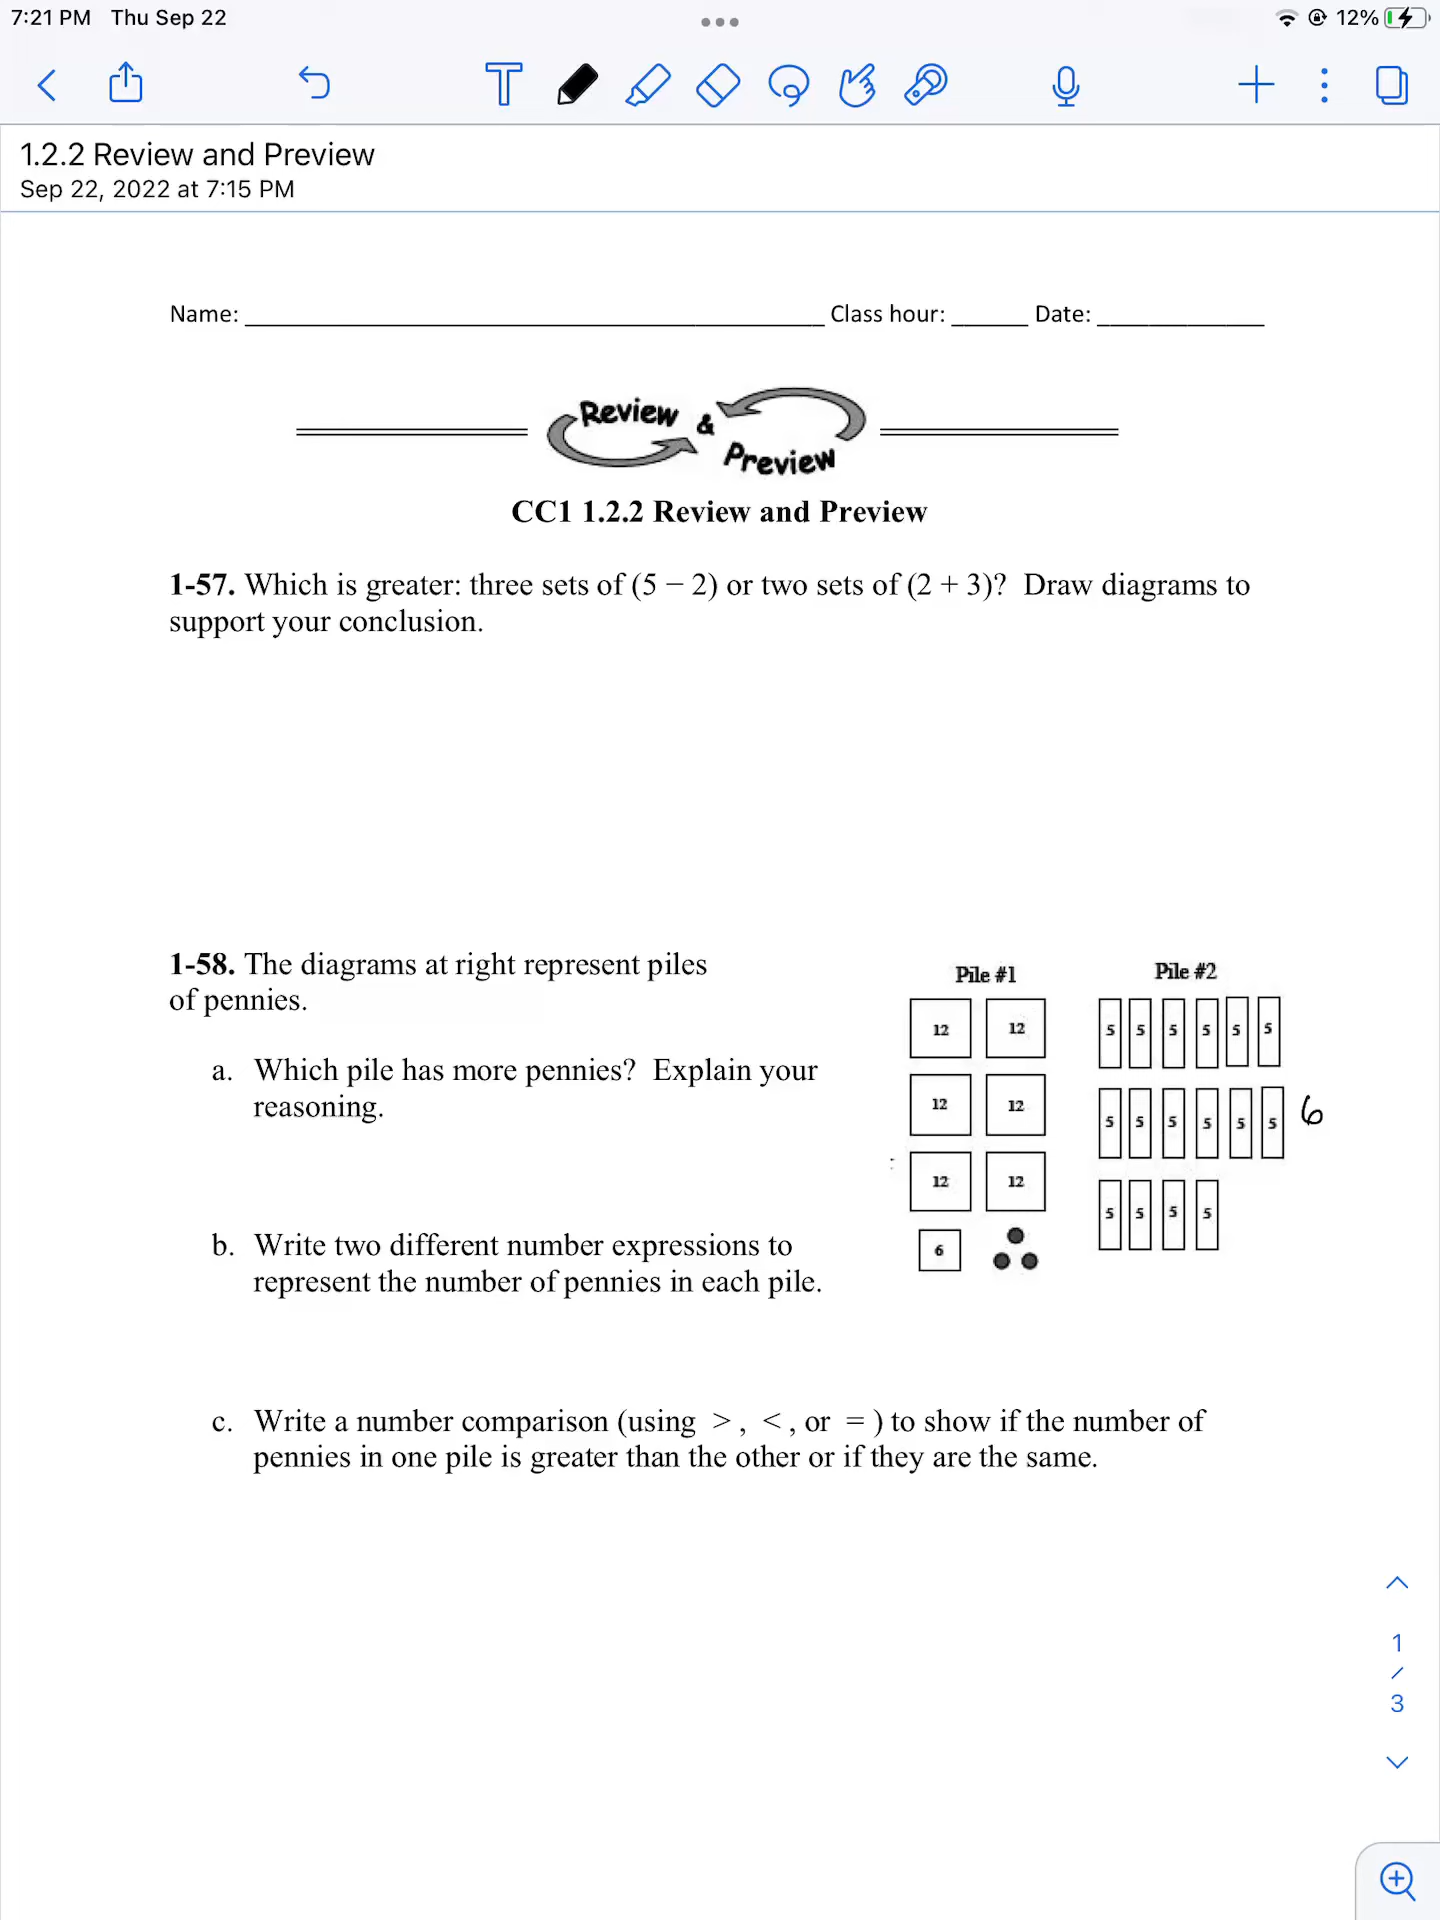 7:21 PM Thu Sep 22
12%
T
1.2.2 Review and Preview
Sep 22, 2022 at 7:15 PM
Name: ______ Class hour: ______ Date: ______
Review &
Preview
CC1 1.2.2 Review and Preview
1-57. Which is greater: three sets of (5 − 2) or two sets of (2 + 3)? Draw diagrams to
support your conclusion.
1-58. The diagrams at right represent piles
of pennies.
a. Which pile has more pennies? Explain your
reasoning.
b. Write two different number expressions to
represent the number of pennies in each pile.
Pile #1
12 12
12 12
12 12
6
Pile #2
5 5 5 5 5 5
5 5 5 5 5 5 6
5 5 5 5
c. Write a number comparison (using >, <, or = ) to show if the number of
pennies in one pile is greater than the other or if they are the same.
1
/
3